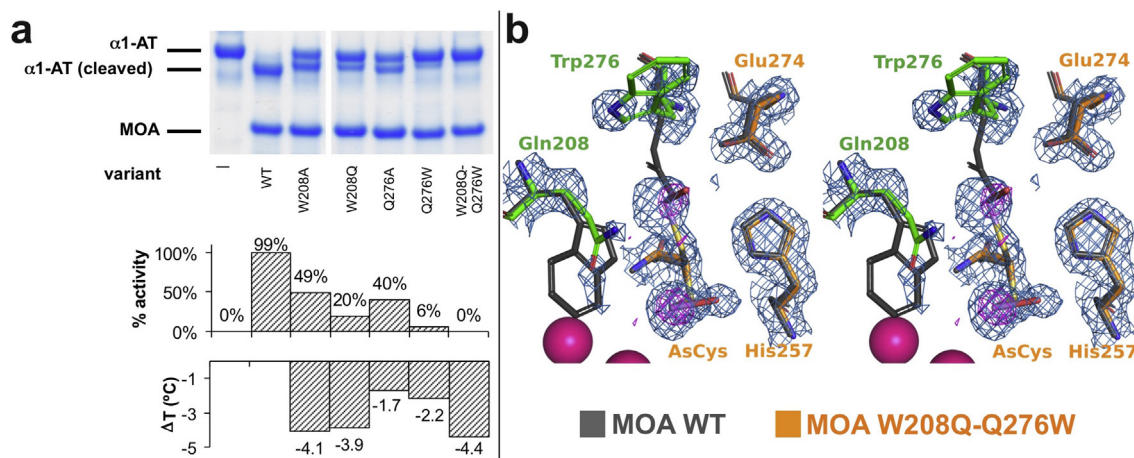 a
α1-AT
α1-AT (cleaved)
MOA
variant
—
WT
W208A
W208Q
Q276A
Q276W
W208Q-
Q276W
% activity
100%
50%
0%
0%
99%
49%
20%
40%
6%
0%
ΔT (ºC)
-1
-3
-5
-4.1
-3.9
-1.7
-2.2
-4.4
b
Trp276
Glu274
Gln208
AsCys
His257
Trp276
Glu274
Gln208
AsCys
His257
MOA WT
MOA W208Q-Q276W